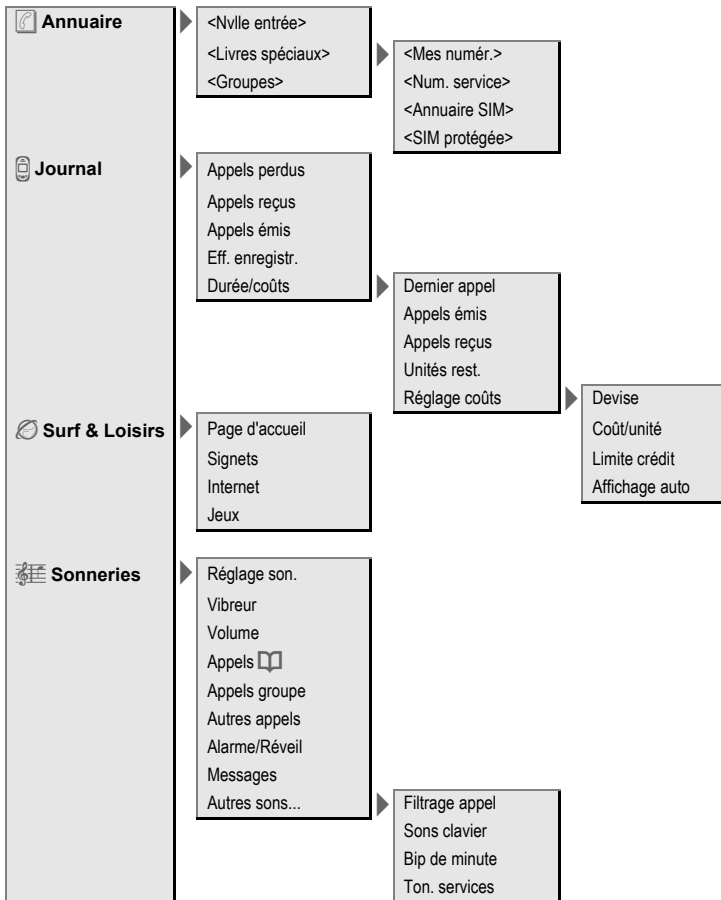 Annuaire
<Nvlle entrée>
<Livres spéciaux>
<Groupes>
<Mes numér.>
<Num. service>
<Annuaire SIM>
<SIM protégée>
Journal
Appels perdus
Appels reçus
Appels émis
Eff. enregistr.
Durée/coûts
Dernier appel
Appels émis
Appels reçus
Unités rest.
Réglage coûts
Devise
Coût/unité
Limite crédit
Affichage auto
Surf & Loisirs
Page d'accueil
Signets
Internet
Jeux
Sonneries
Réglage son.
Vibreur
Volume
Appels
Appels groupe
Autres appels
Alarme/Réveil
Messages
Autres sons...
Filtrage appel
Sons clavier
Bip de minute
Ton. services